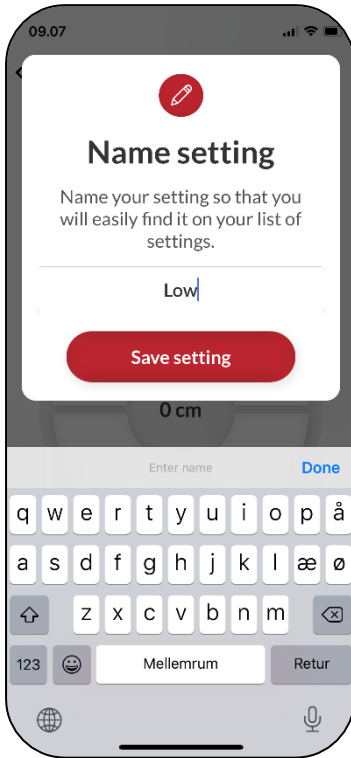 09.07
Name setting
Name your setting so that you
will easily find it on your list of
settings.
Low
Save setting
0 cm
Enter name
Done
q w e r t y u i o p å
a s d f g h j k l æ ø
z x c v b n m
123
Mellemrum
Retur